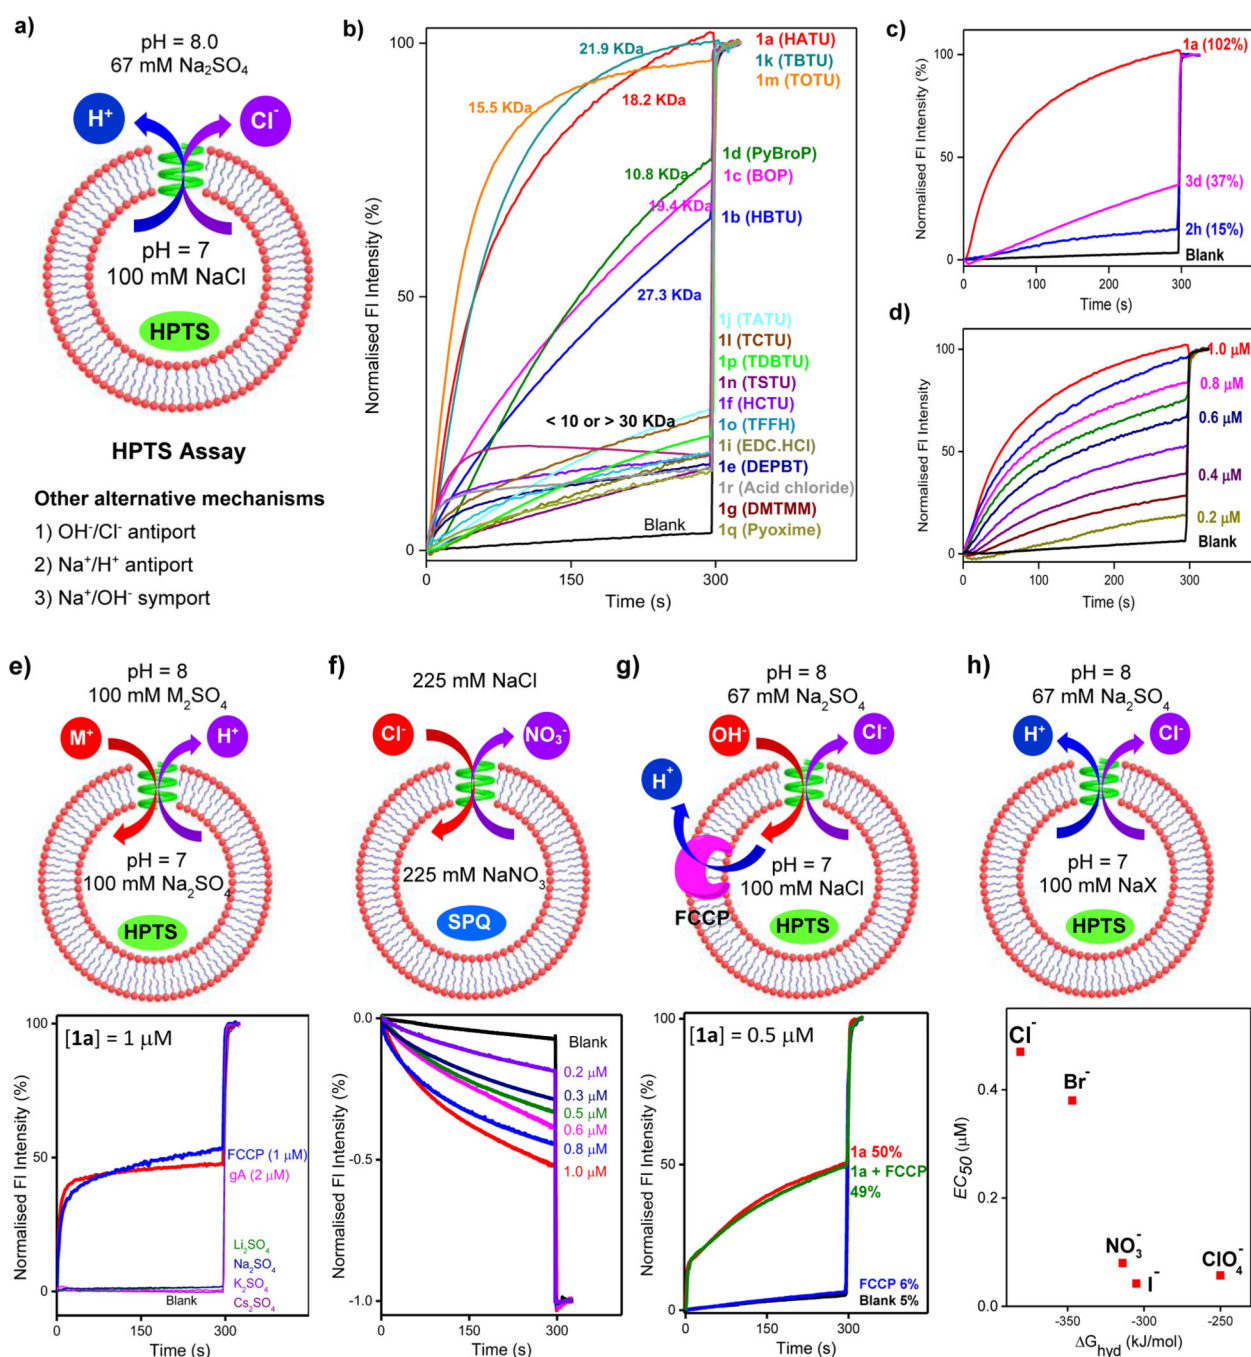 a)
pH = 8.0
67 mM Na₂SO₄
H⁺
Cl⁻
pH = 7
100 mM NaCl
HPTS
HPTS Assay
Other alternative mechanisms
1) OH⁻/Cl⁻ antiport
2) Na⁺/H⁺ antiport
3) Na⁺/OH⁻ symport
b)
Normalised FI Intensity (%)
100
50
0
21.9 KDa
15.5 KDa
18.2 KDa
10.8 KDa
19.4 KDa
27.3 KDa
< 10 or > 30 KDa
Blank
1a (HATU)
1k (TBTU)
1m (TOTU)
1d (PyBroP)
1c (BOP)
1b (HBTU)
1j (TATU)
1l (TCTU)
1p (TDBTU)
1n (TSTU)
1f (HCTU)
1o (TFFH)
1i (EDC.HCl)
1e (DEPBT)
1r (Acid chloride)
1g (DMTMM)
1q (Pyoxime)
0
150
300
Time (s)
c)
Normalised FI Intensity (%)
100
50
0
1a (102%)
3d (37%)
2h (15%)
Blank
0
100
200
300
Time (s)
d)
Normalised FI Intensity
100
50
0
1.0 μM
0.8 μM
0.6 μM
0.4 μM
0.2 μM
Blank
0
100
200
300
Time (s)
e)
pH = 8
100 mM M₂SO₄
M⁺
H⁺
pH = 7
100 mM Na₂SO₄
HPTS
Normalised FI Intensity (%)
100
50
0
[1a] = 1 μM
FCCP (1 μM)
gA (2 μM)
Li₂SO₄
Na₂SO₄
K₂SO₄
Cs₂SO₄
Blank
0
150
300
Time (s)
f)
225 mM NaCl
Cl⁻
NO₃⁻
225 mM NaNO₃
SPQ
Normalised FI Intensity (%)
0.0
-0.5
-1.0
Blank
0.2 μM
0.3 μM
0.5 μM
0.6 μM
0.8 μM
1.0 μM
0
150
300
Time (s)
g)
pH = 8
67 mM Na₂SO₄
OH⁻
Cl⁻
H⁺
pH = 7
100 mM NaCl
FCCP
HPTS
Normalised FI Intensity (%)
100
50
0
[1a] = 0.5 μM
1a 50%
1a + FCCP
49%
FCCP 6%
Blank 5%
0
150
300
Time (s)
h)
pH = 8
67 mM Na₂SO₄
H⁺
Cl⁻
pH = 7
100 mM NaX
HPTS
EC₅₀ (μM)
0.4
0.2
0.0
Cl⁻
Br⁻
NO₃⁻
I⁻
ClO₄⁻
-350
-300
-250
ΔG_hyd (kJ/mol)